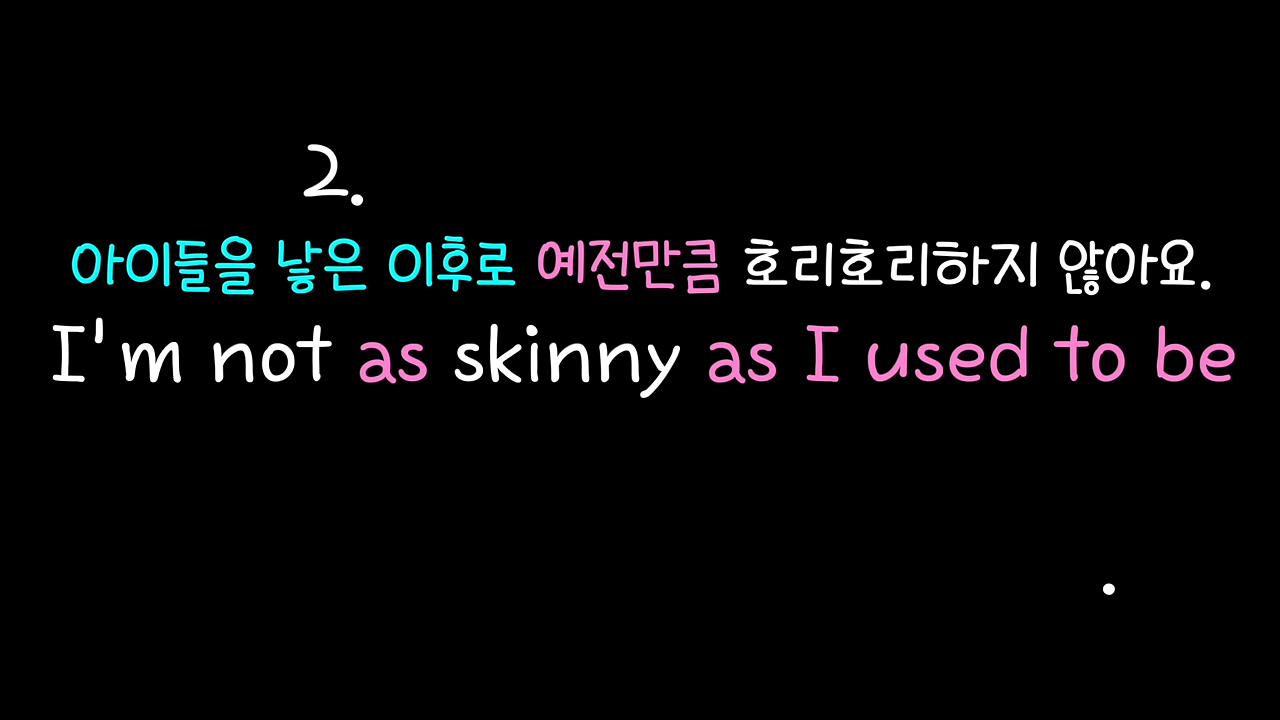 2.
아이들을 낳은 이후로 예전만큼 호리호리하지 않아요.
I'm not as skinny as I used to be
.